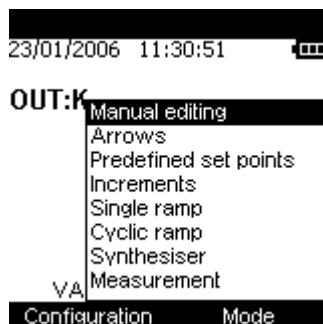 23/01/2006 11:30:51
OUT:K
Manual editing
Arrows
Predefined set points
Increments
Single ramp
Cyclic ramp
Synthesiser
Measurement
VA
Configuration Mode